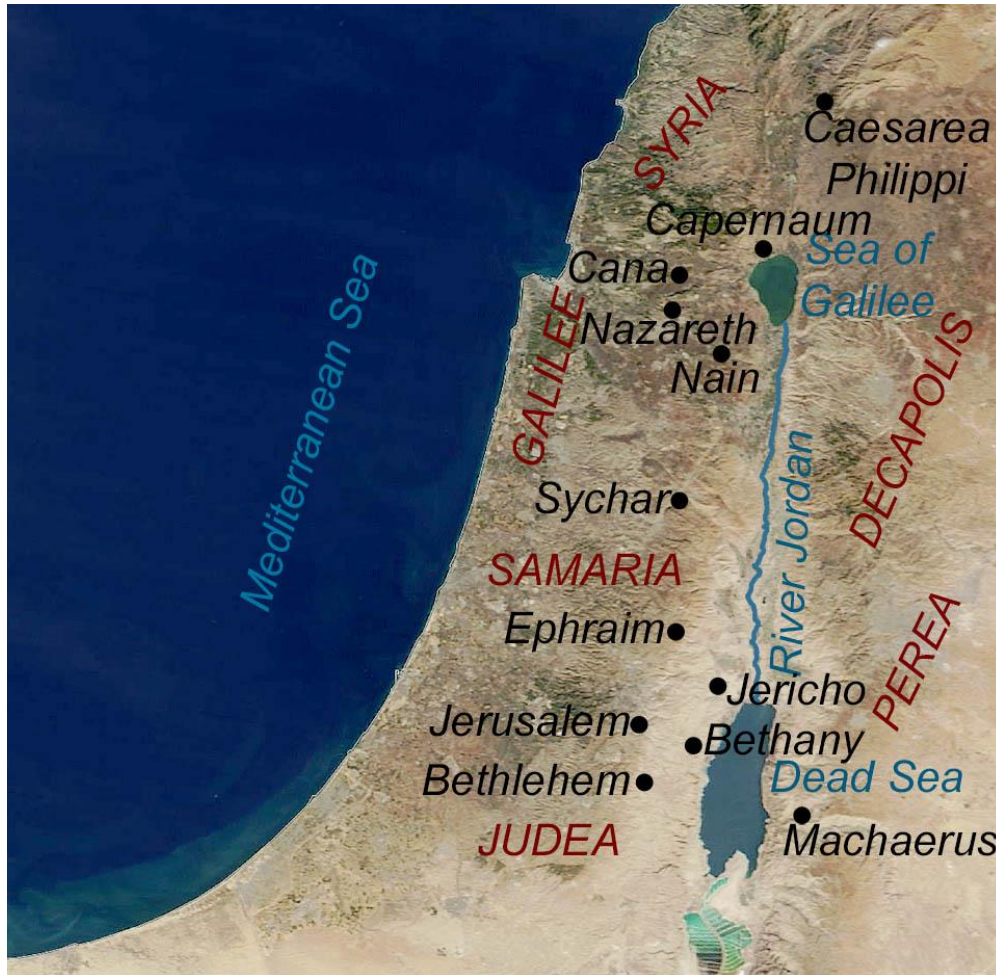 SYRIA
Caesarea
Philippi
Capernaum
Sea of
Galilee
Cana
Nazareth
Nain
GALILEE
Mediterranean Sea
DECAPOLIS
River Jordan
Sychar
SAMARIA
Ephraim
PEREA
Jericho
Jerusalem
Bethany
Bethlehem
Dead Sea
JUDEA
Machaerus